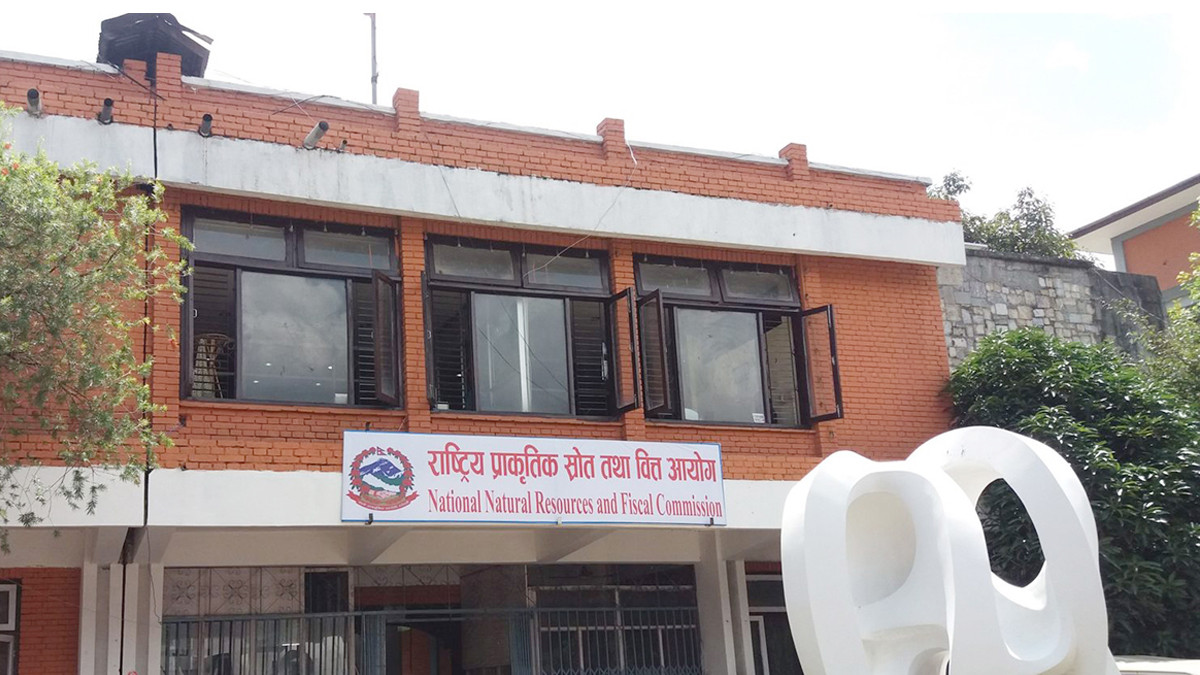 राष्ट्रिय प्राकृतिक स्रोत तथा वित्त आयोग
National Natural Resources and Fiscal Commission